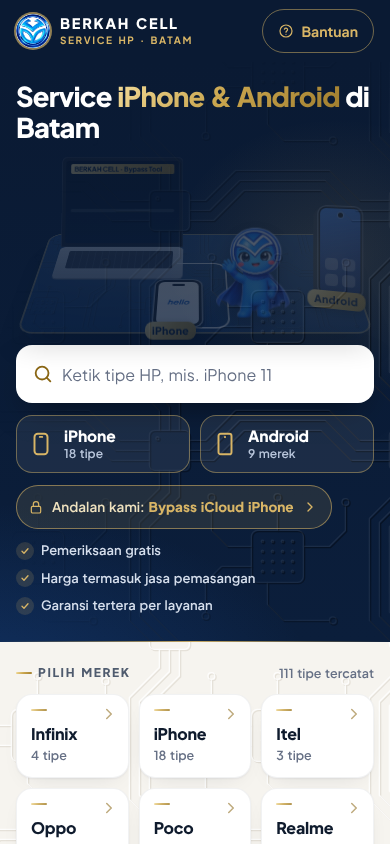 BERKAH CELL
SERVICE HP · BATAM
Bantuan
Service iPhone & Android di
Batam
BERKAH CELL - Bypass Tool
iPhone
Android
Ketik tipe HP, mis. iPhone 11
iPhone
18 tipe
Android
9 merek
Andalan kami: Bypass iCloud iPhone
Pemeriksaan gratis
Harga termasuk jasa pemasangan
Garansi tertera per layanan
PILIH MEREK
111 tipe tercatat
Infinix
4 tipe
iPhone
18 tipe
Itel
3 tipe
Oppo
Poco
Realme